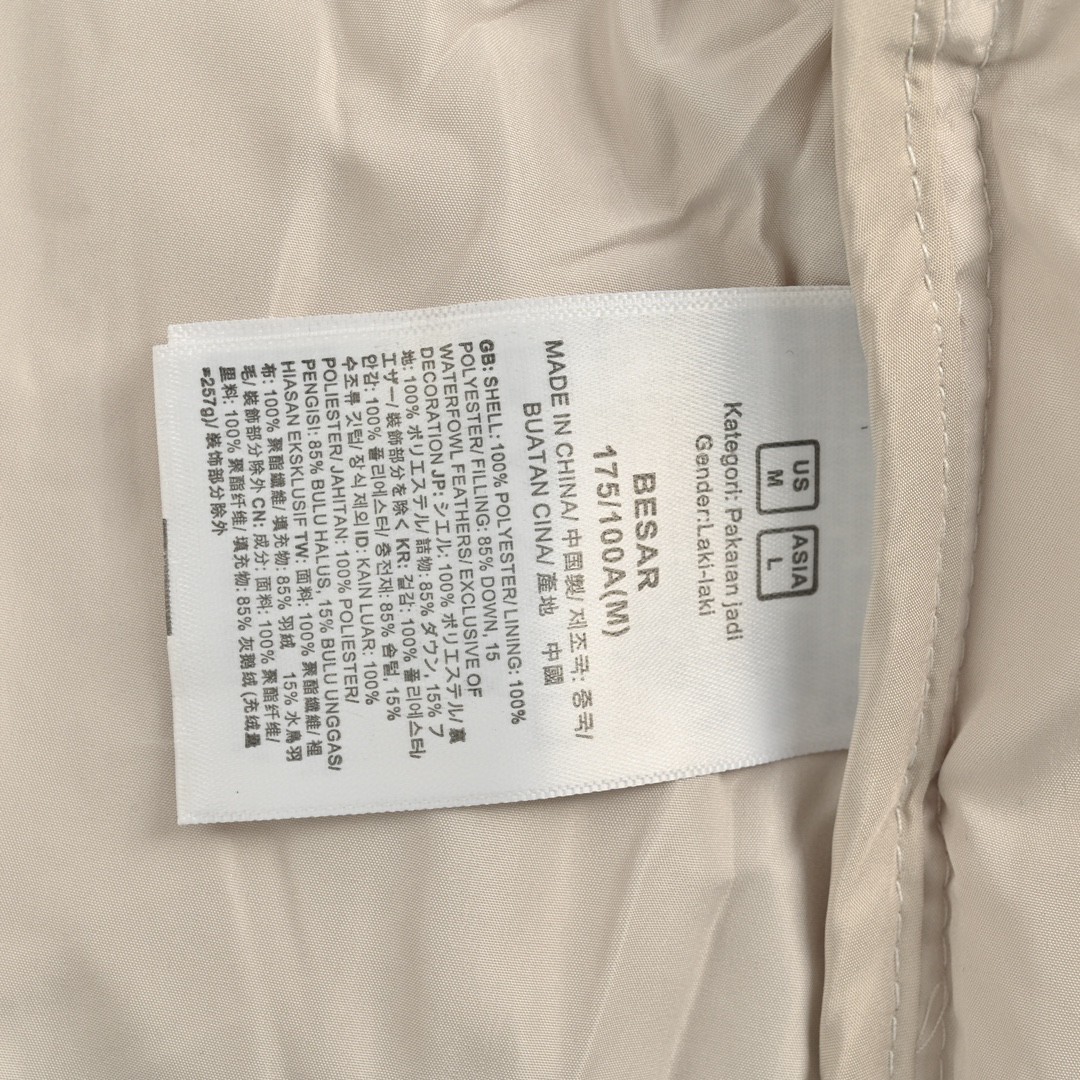 US
M
ASIA
L
Kategori: Pakaian jadi
Gender:Laki-laki
BESAR
175/100A(M)
MADE IN CHINA/ 中国製/ 제조국: 중국/
BUATAN CINA/ 產地 中國
GB: SHELL: 100% POLYESTER/ LINING: 100%
POLYESTER/ FILLING: 85% DOWN, 15
WATERFOWL FEATHERS/ EXCLUSIVE OF
DECORATION JP: シエル: 100% ポリエステル/ 裏
地: 100% ポリエステル/ 詰物: 85% ダウン, 15% フ
エザー/ 裝飾部分を除く KR: 겉감: 100% 폴리에스터/
안감: 100% 폴리에스터/ 충전재: 85% 솜털, 15%
수조류 깃털/ 장식 제외 ID: KAIN LUAR: 100%
POLIESTER/ JAHITAN: 100% POLIESTER/
PENGISI: 85% BULU HALUS, 15% BULU UNGGAS/
HIASAN EKSKLUSIF TW: 面料: 100% 聚酯纖維/ 裡
布: 100% 聚酯纖維/ 填充物: 85% 羽絨 15% 水鳥羽
毛/ 裝飾部分除外 CN: 成分: 面料: 100% 聚酯纤维/
里料: 100% 聚酯纤维/ 填充物: 85% 灰鹅绒 (充绒量
=257g)/ 装饰部分除外